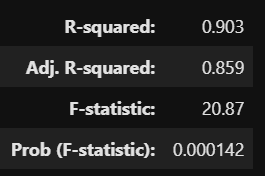 R-squared: 0.903
Adj. R-squared: 0.859
F-statistic: 20.87
Prob (F-statistic): 0.000142